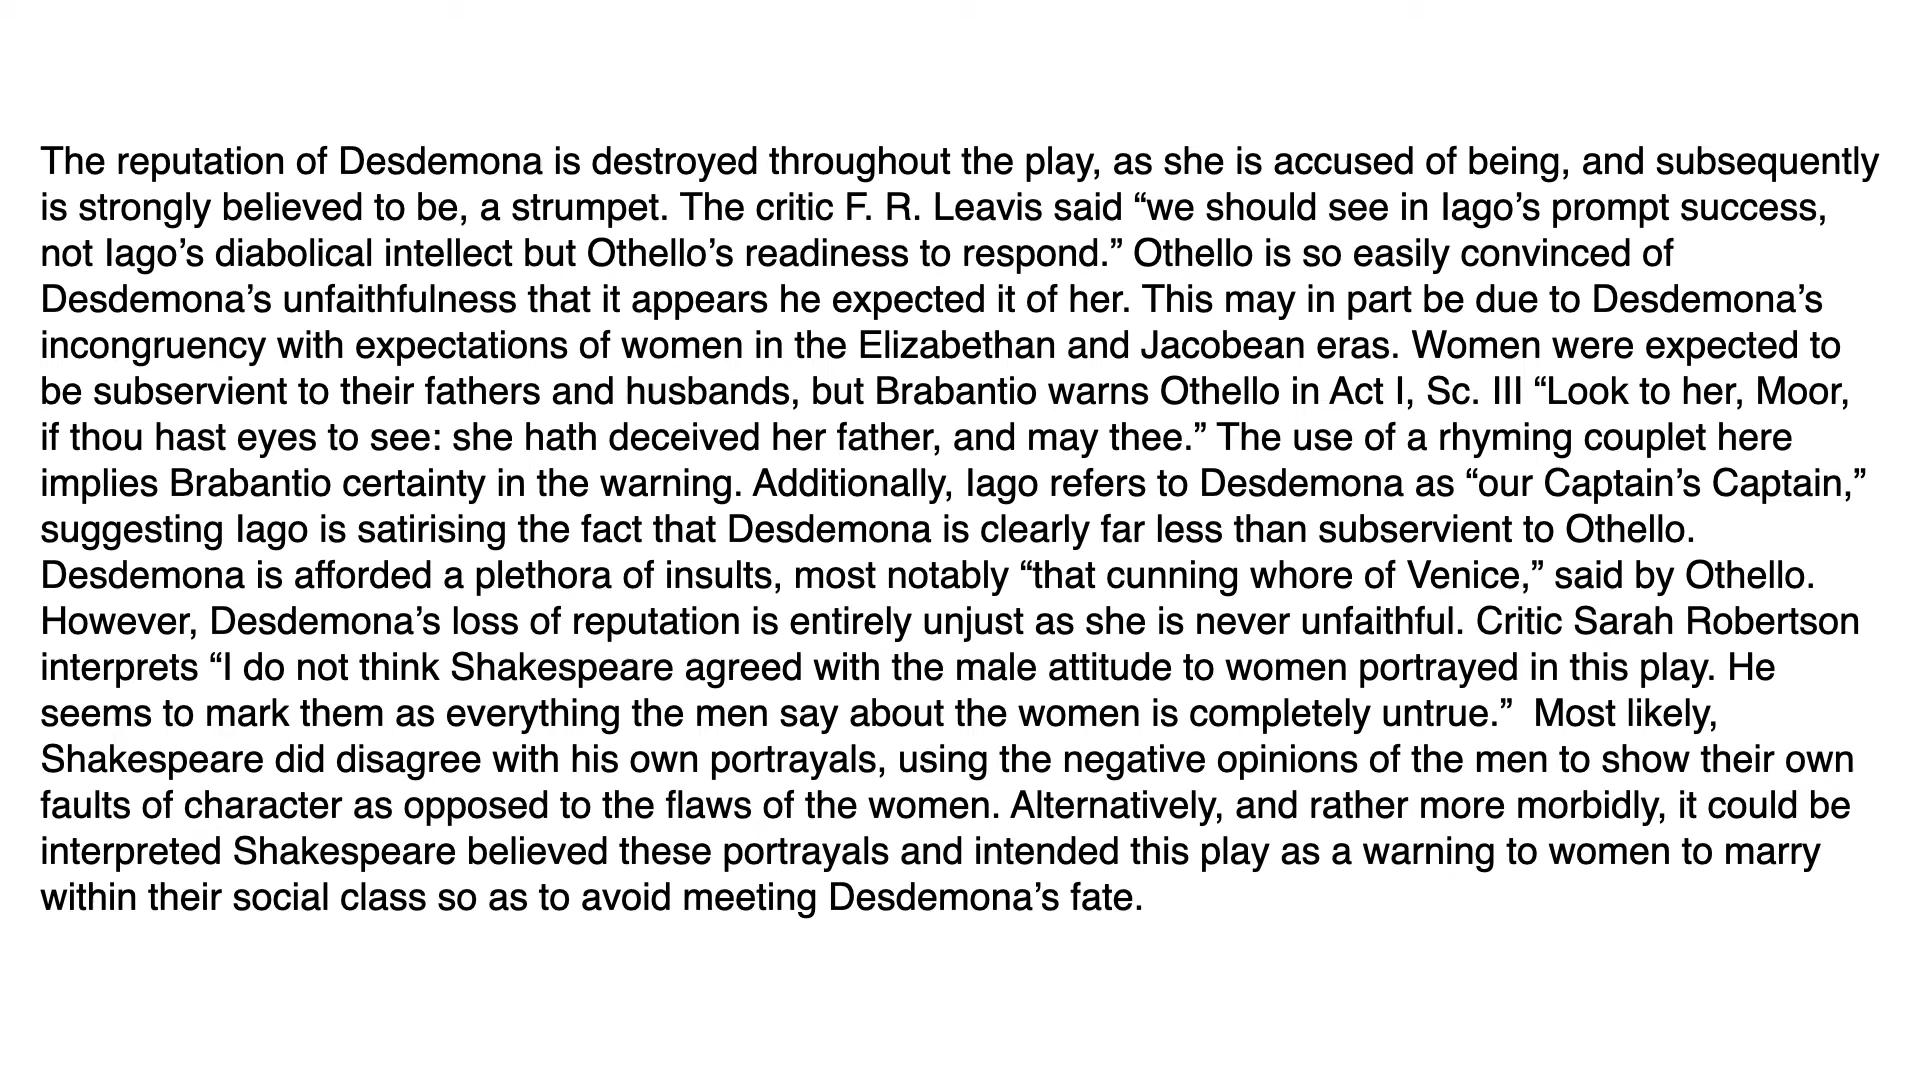 The reputation of Desdemona is destroyed throughout the play, as she is accused of being, and subsequently
is strongly believed to be, a strumpet. The critic F. R. Leavis said “we should see in Iago’s prompt success,
not Iago’s diabolical intellect but Othello’s readiness to respond.” Othello is so easily convinced of
Desdemona’s unfaithfulness that it appears he expected it of her. This may in part be due to Desdemona’s
incongruency with expectations of women in the Elizabethan and Jacobean eras. Women were expected to
be subservient to their fathers and husbands, but Brabantio warns Othello in Act I, Sc. III “Look to her, Moor,
if thou hast eyes to see: she hath deceived her father, and may thee.” The use of a rhyming couplet here
implies Brabantio certainty in the warning. Additionally, Iago refers to Desdemona as “our Captain’s Captain,”
suggesting Iago is satirising the fact that Desdemona is clearly far less than subservient to Othello.
Desdemona is afforded a plethora of insults, most notably “that cunning whore of Venice,” said by Othello.
However, Desdemona’s loss of reputation is entirely unjust as she is never unfaithful. Critic Sarah Robertson
interprets “I do not think Shakespeare agreed with the male attitude to women portrayed in this play. He
seems to mark them as everything the men say about the women is completely untrue.”  Most likely,
Shakespeare did disagree with his own portrayals, using the negative opinions of the men to show their own
faults of character as opposed to the flaws of the women. Alternatively, and rather more morbidly, it could be
interpreted Shakespeare believed these portrayals and intended this play as a warning to women to marry
within their social class so as to avoid meeting Desdemona’s fate.